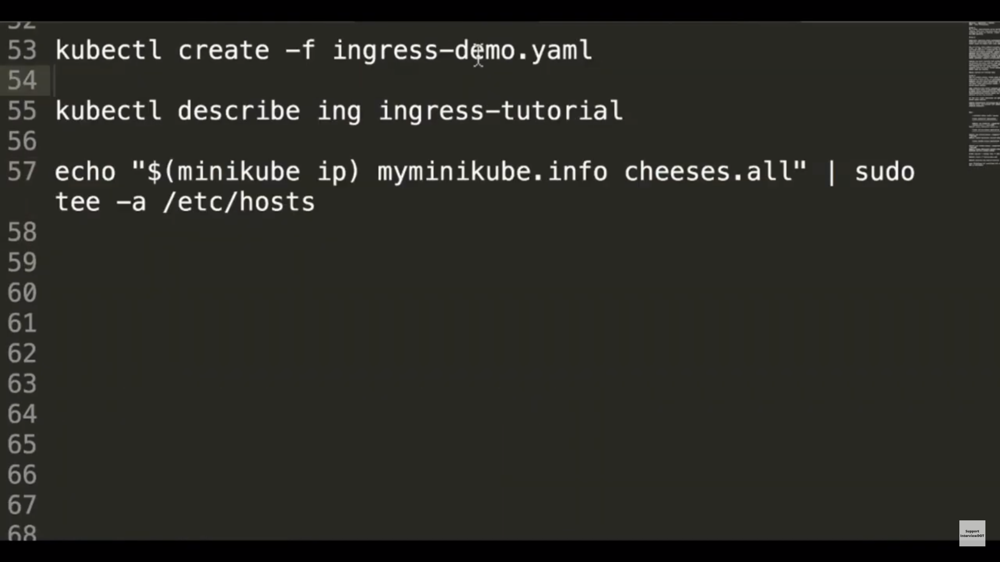 52
53 kubectl create -f ingress-demo.yaml
54
55 kubectl describe ing ingress-tutorial
56
57 echo "$(minikube ip) myminikube.info cheeses.all" | sudo
tee -a /etc/hosts
58
59
60
61
62
63
64
65
66
67
68
Support
InterviewDOT